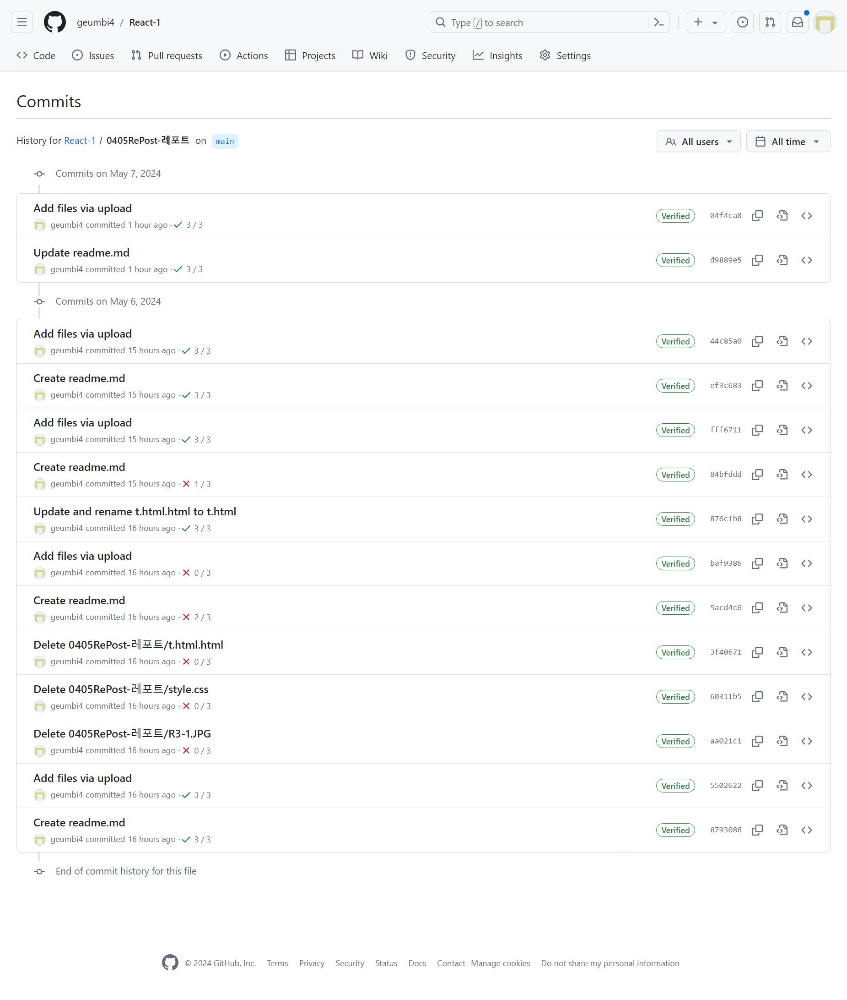 geumbi4 / React-1
Type / to search
Code Issues Pull requests Actions Projects Wiki Security Insights Settings
Commits
History for React-1 / 0405RePost-레포트 on main
All users All time
Commits on May 7, 2024
Add files via upload
geumbi4 committed 1 hour ago · 3 / 3
Verified 04f4ca8
Update readme.md
geumbi4 committed 1 hour ago · 3 / 3
Verified d9889e5
Commits on May 6, 2024
Add files via upload
geumbi4 committed 15 hours ago · 3 / 3
Verified 44c85a0
Create readme.md
geumbi4 committed 15 hours ago · 3 / 3
Verified ef3c683
Add files via upload
geumbi4 committed 15 hours ago · 3 / 3
Verified fff6711
Create readme.md
geumbi4 committed 15 hours ago · 1 / 3
Verified 84bfddd
Update and rename t.html.html to t.html
geumbi4 committed 16 hours ago · 3 / 3
Verified 876c1b8
Add files via upload
geumbi4 committed 16 hours ago · 0 / 3
Verified baf9386
Create readme.md
geumbi4 committed 16 hours ago · 2 / 3
Verified 5acd4c6
Delete 0405RePost-레포트/t.html.html
geumbi4 committed 16 hours ago · 0 / 3
Verified 3f40671
Delete 0405RePost-레포트/style.css
geumbi4 committed 16 hours ago · 0 / 3
Verified 60311b5
Delete 0405RePost-레포트/R3-1.JPG
geumbi4 committed 16 hours ago · 0 / 3
Verified aa021c1
Add files via upload
geumbi4 committed 16 hours ago · 3 / 3
Verified 5502622
Create readme.md
geumbi4 committed 16 hours ago · 3 / 3
Verified 8793086
End of commit history for this file
© 2024 GitHub, Inc. Terms Privacy Security Status Docs Contact Manage cookies Do not share my personal information